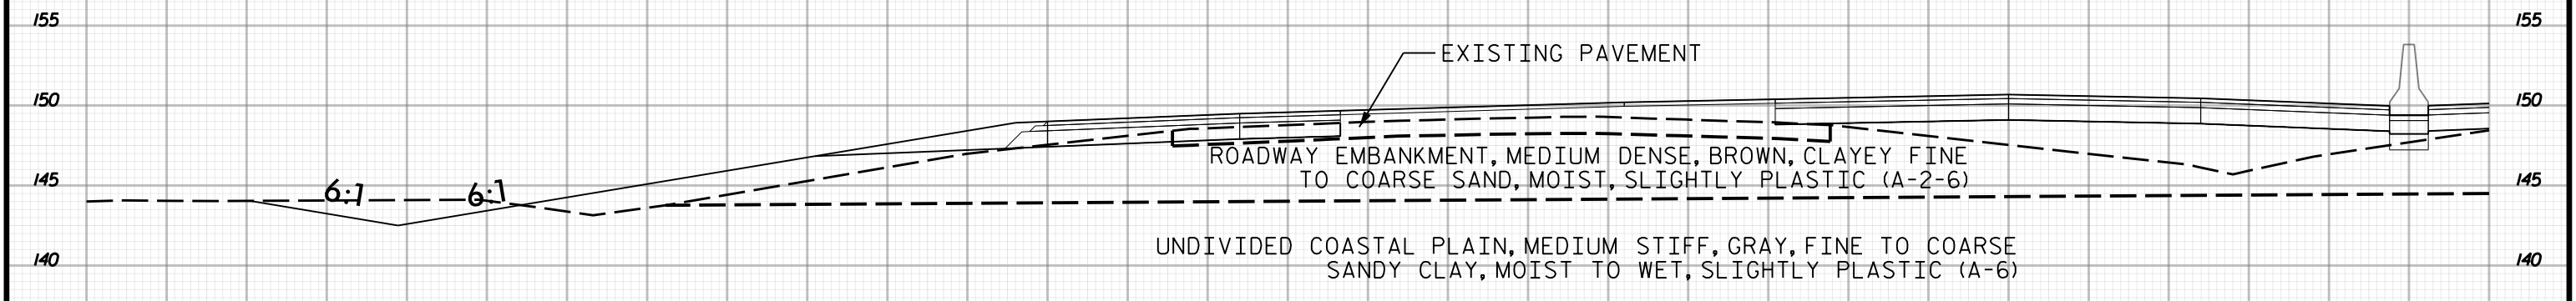 155 155
EXISTING PAVEMENT
150 150
ROADWAY EMBANKMENT, MEDIUM DENSE, BROWN, CLAYEY FINE
TO COARSE SAND, MOIST, SLIGHTLY PLASTIC (A-2-6)
145 6:1 6:1 145
UNDIVIDED COASTAL PLAIN, MEDIUM STIFF, GRAY, FINE TO COARSE
140 140
SANDY CLAY, MOIST TO WET, SLIGHTLY PLASTIC (A-6)